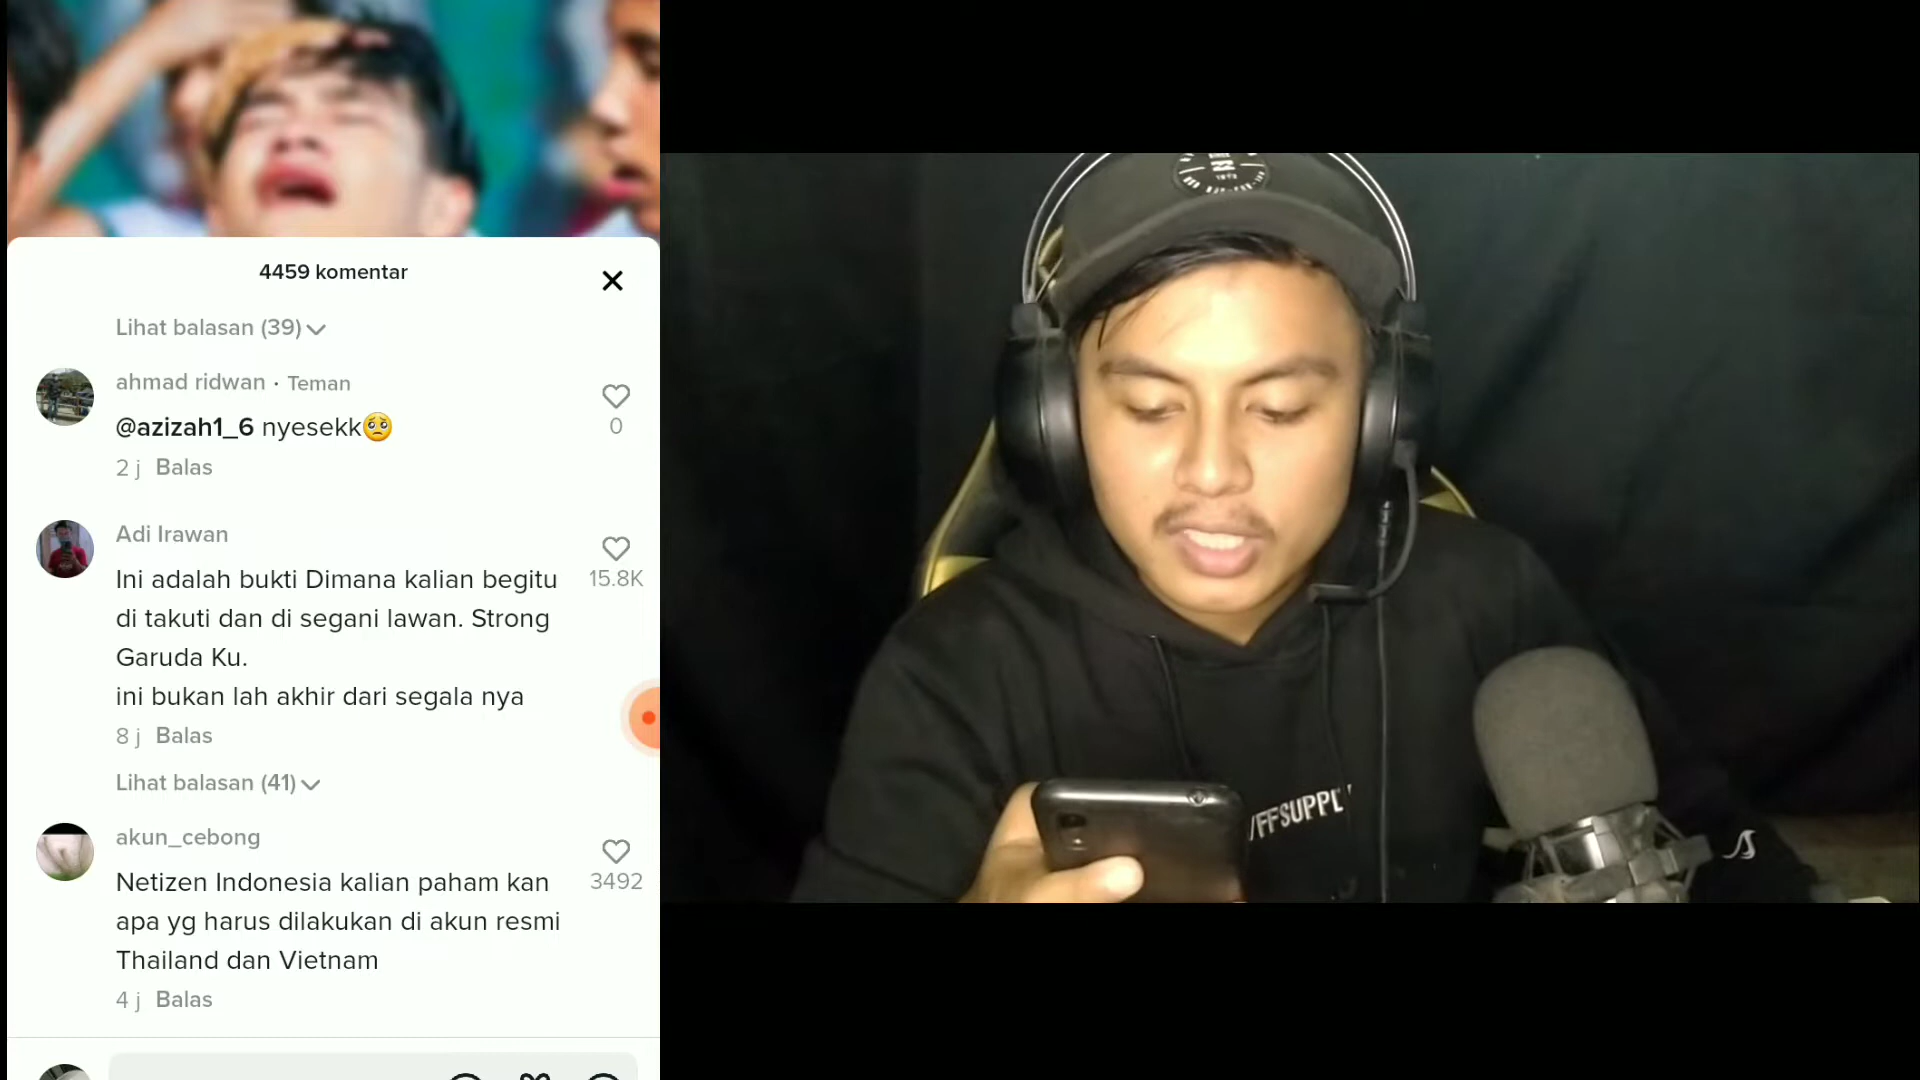 4459 komentar
Lihat balasan (39)
ahmad ridwan · Teman
@azizah1_6 nyesekk🥺
0
2 j Balas
Adi Irawan
Ini adalah bukti Dimana kalian begitu
di takuti dan di segani lawan. Strong
Garuda Ku.
ini bukan lah akhir dari segala nya
15.8K
8 j Balas
Lihat balasan (41)
akun_cebong
Netizen Indonesia kalian paham kan
apa yg harus dilakukan di akun resmi
Thailand dan Vietnam
3492
4 j Balas